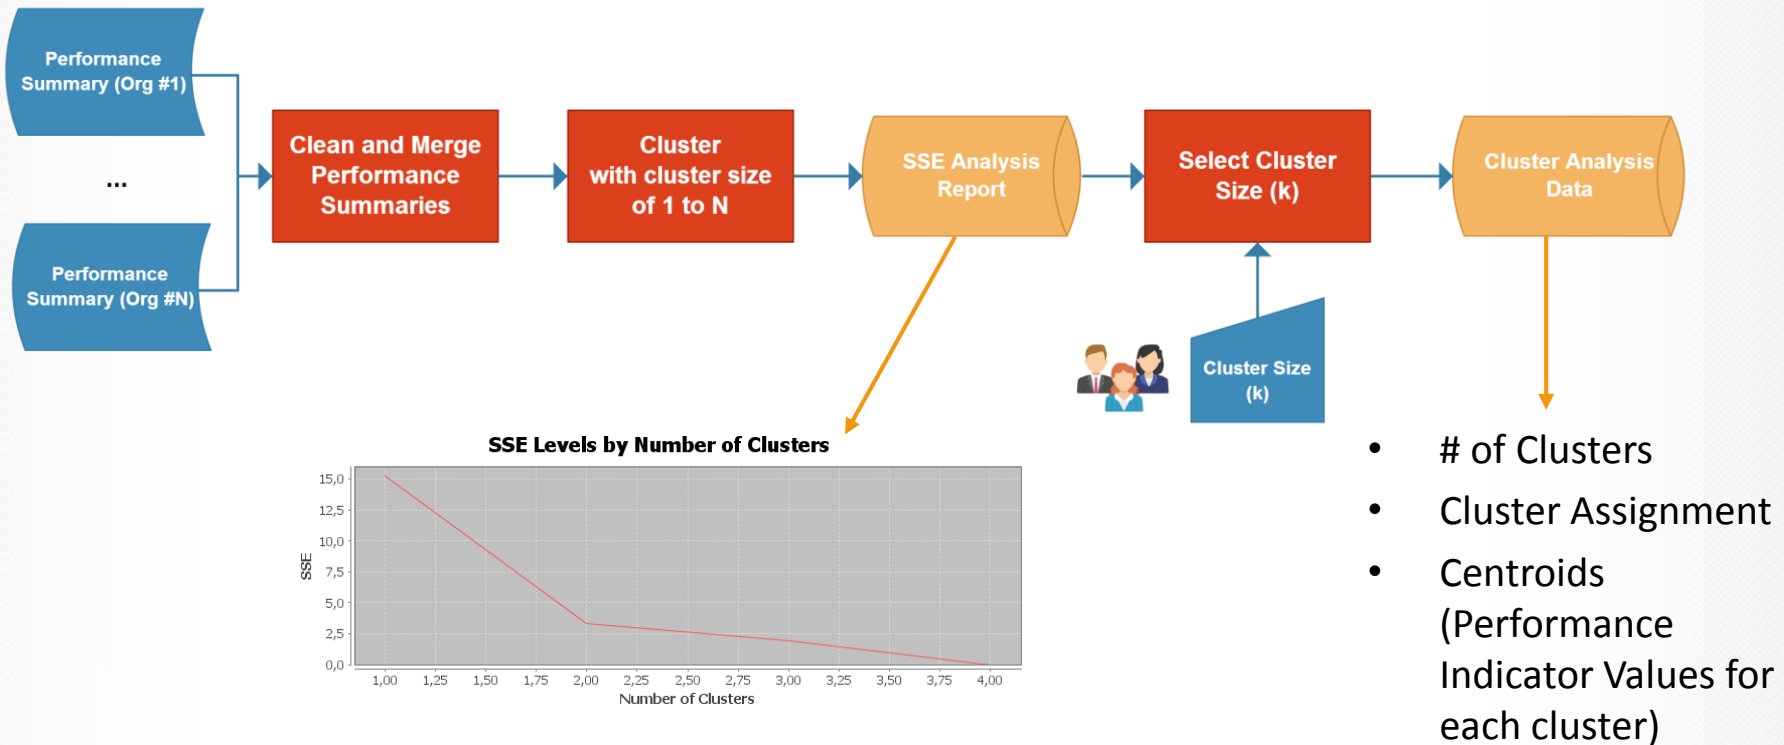 Performance
Summary (Org #1)
...
Performance
Summary (Org #N)
Clean and Merge
Performance
Summaries
Cluster
with cluster size
of 1 to N
SSE Analysis
Report
Select Cluster
Size (k)
Cluster Analysis
Data
Cluster Size
(k)
SSE Levels by Number of Clusters
SSE
15,0
12,5
10,0
7,5
5,0
2,5
0,0
1,00 1,25 1,50 1,75 2,00 2,25 2,50 2,75 3,00 3,25 3,50 3,75 4,00
Number of Clusters
• # of Clusters
• Cluster Assignment
• Centroids
(Performance
Indicator Values for
each cluster)